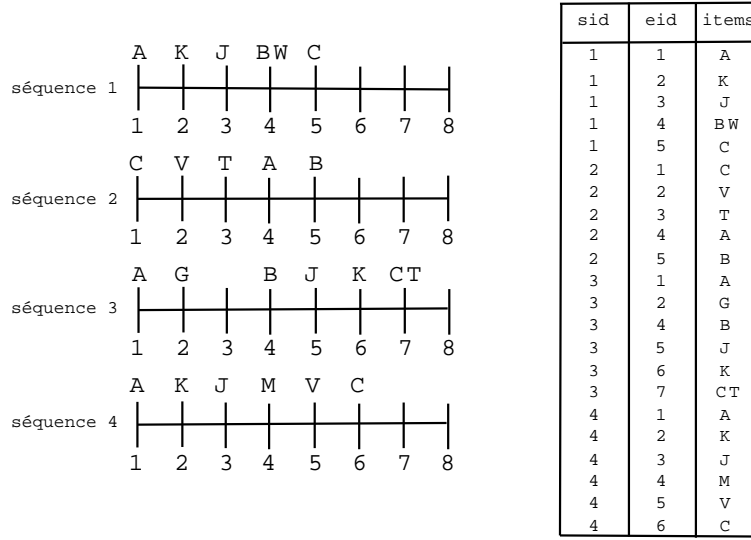 A K J BW C
séquence 1
1 2 3 4 5 6 7 8
C V T A B
séquence 2
1 2 3 4 5 6 7 8
A G B J K CT
séquence 3
1 2 3 4 5 6 7 8
A K J M V C
séquence 4
1 2 3 4 5 6 7 8
sid eid items
1 1 A
1 2 K
1 3 J
1 4 BW
1 5 C
2 1 C
2 2 V
2 3 T
2 4 A
2 5 B
3 1 A
3 2 G
3 4 B
3 5 J
3 6 K
3 7 CT
4 1 A
4 2 K
4 3 J
4 4 M
4 5 V
4 6 C